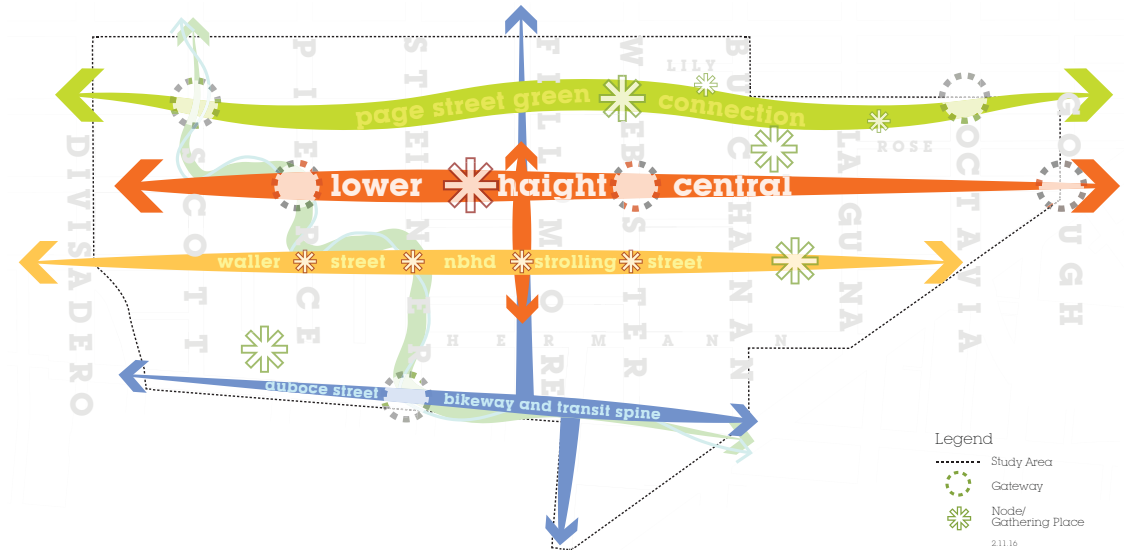 LILY
page street green connection
ROSE
lower haight central
waller street nbhd strolling street
HERMANN
duboce street bikeway and transit spine
DIVISADERO
SCOTT
PIERCE
STEINER
FILLMORE
WEBSTER
BUCHANAN
LAGUNA
OCTAVIA
GOUGH
Legend
Study Area
Gateway
Node/
Gathering Place
2.11.16